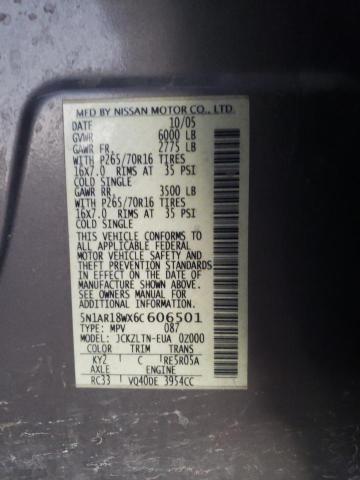 MFD BY NISSAN MOTOR CO., LTD.
DATE 10/05
GVWR 6000 LB
GAWR FR. 2775 LB
WITH P265/70R16 TIRES
16X7.0 RIMS AT 35 PSI
COLD SINGLE
GAWR RR. 3500 LB
WITH P265/70R16 TIRES
16X7.0 RIMS AT 35 PSI
COLD SINGLE
THIS VEHICLE CONFORMS TO
ALL APPLICABLE FEDERAL
MOTOR VEHICLE SAFETY AND
THEFT PREVENTION STANDARDS
IN EFFECT ON THE DATE OF
MANUFACTURE SHOWN ABOVE.
SEE OWNERS MANUAL
5N1AR18WX6C606501
TYPE: MPV 087
MODEL: JCKZLTN-EUA 02000
COLOR TRIM TRANS
KY2 C RE5R05A
AXLE ENGINE
RC33 VQ40DE 3954CC